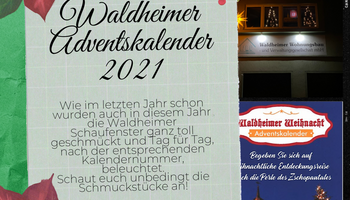 Waldheimer
Adventskalender
2021
Wie im letzten Jahr schon
wurden auch in diesem Jahr
die Waldheimer
Schaufenster ganz toll
geschmückt und Tag für Tag,
nach der entsprechenden
Kalendernummer,
beleuchtet.
Schaut euch unbedingt die
Schmuckstücke an!
Waldheimer Wohnungsbau
Waldheimer Weihnacht
Adventskalender
Begeben Sie sich auf
weihnachtliche Entdeckungsreise
durch die Perle des Zschopautales